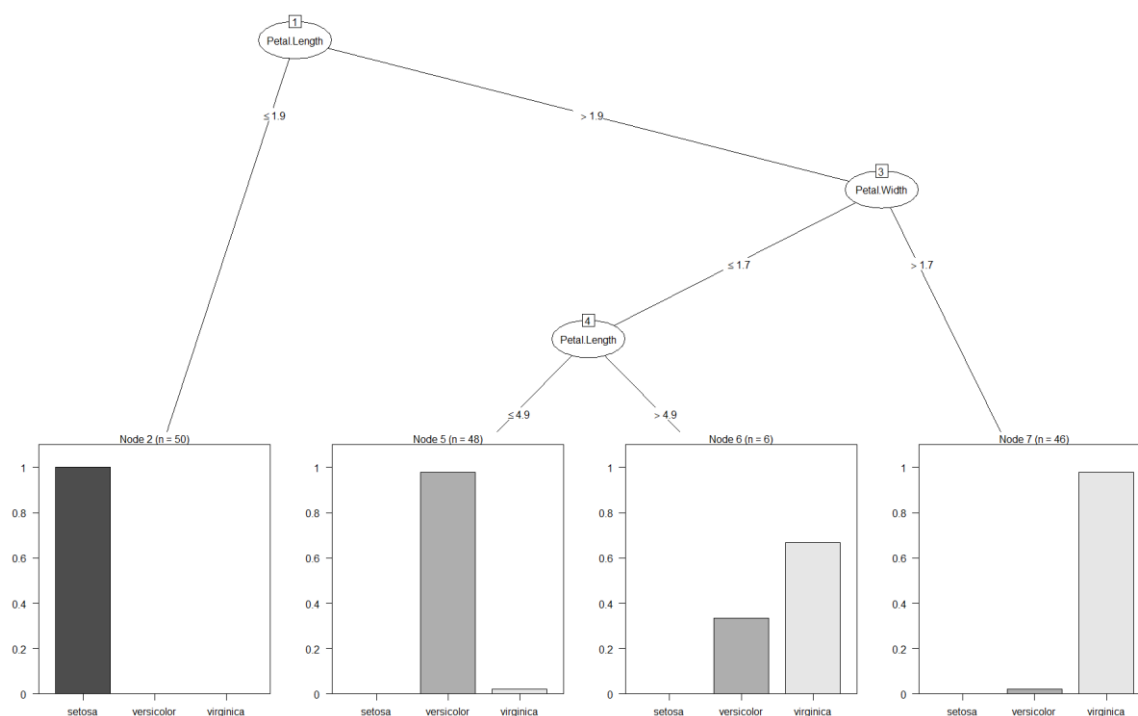 1
Petal.Length
≤ 1.9
> 1.9
3
Petal.Width
≤ 1.7
> 1.7
4
Petal.Length
≤ 4.9
> 4.9
Node 2 (n = 50)
1
0.8
0.6
0.4
0.2
0
setosa
versicolor
virginica
Node 5 (n = 48)
1
0.8
0.6
0.4
0.2
0
setosa
versicolor
virginica
Node 6 (n = 6)
1
0.8
0.6
0.4
0.2
0
setosa
versicolor
virginica
Node 7 (n = 46)
1
0.8
0.6
0.4
0.2
0
setosa
versicolor
virginica